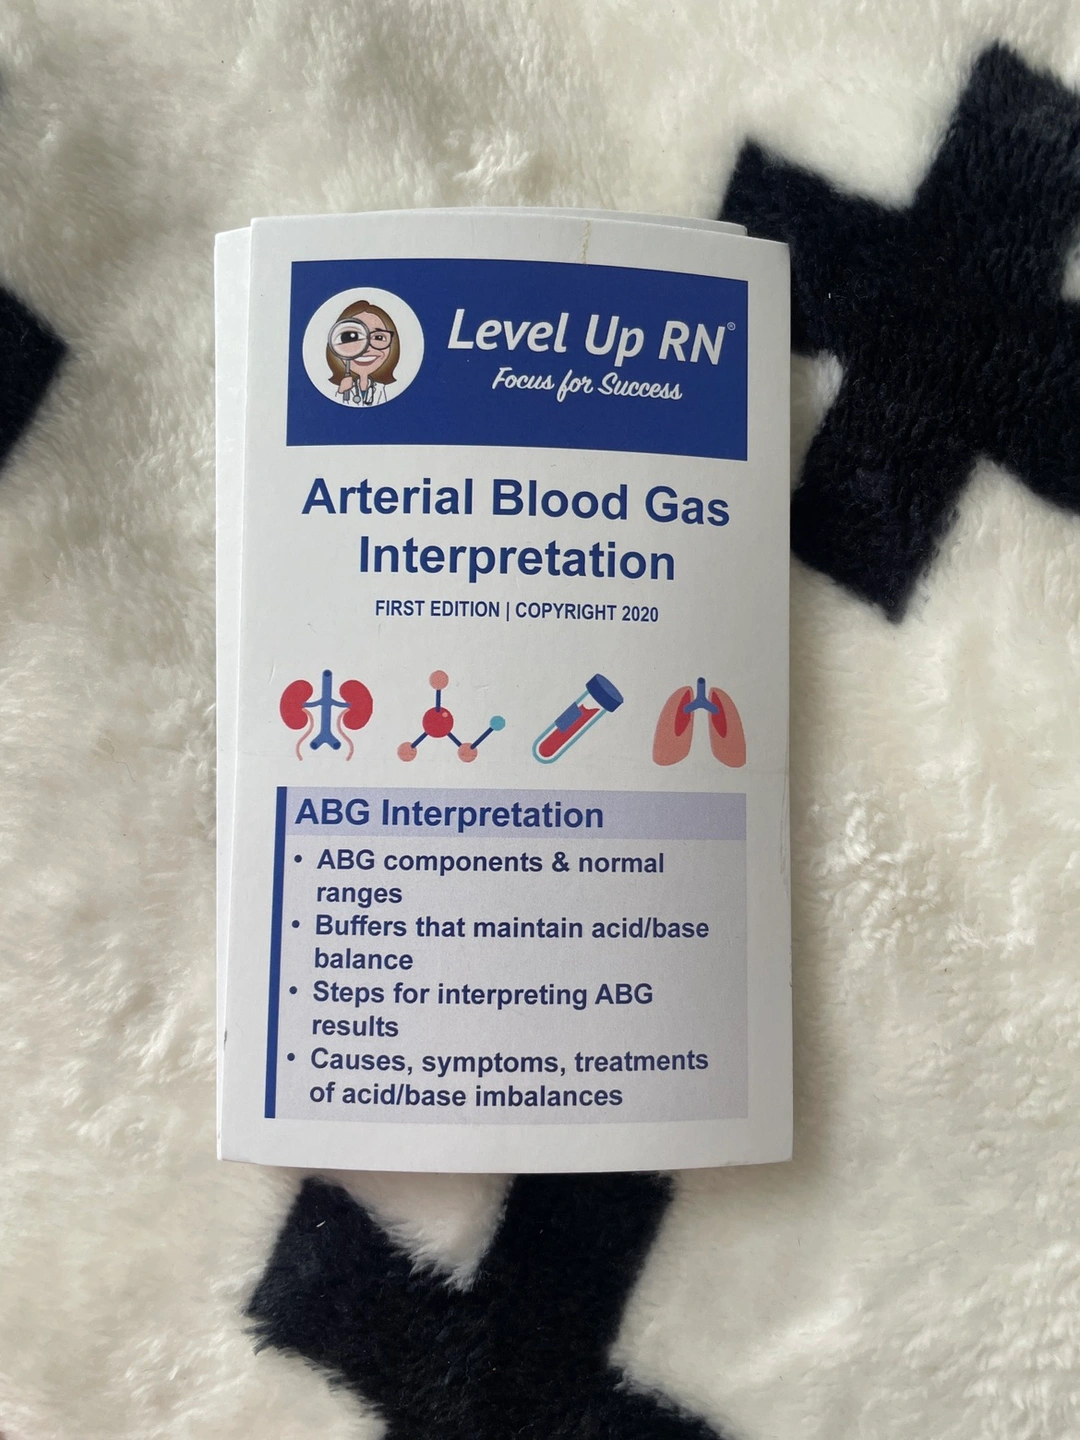 Level Up RN®
Focus for Success
Arterial Blood Gas
Interpretation
FIRST EDITION | COPYRIGHT 2020
ABG Interpretation
• ABG components & normal
ranges
• Buffers that maintain acid/base
balance
• Steps for interpreting ABG
results
• Causes, symptoms, treatments
of acid/base imbalances